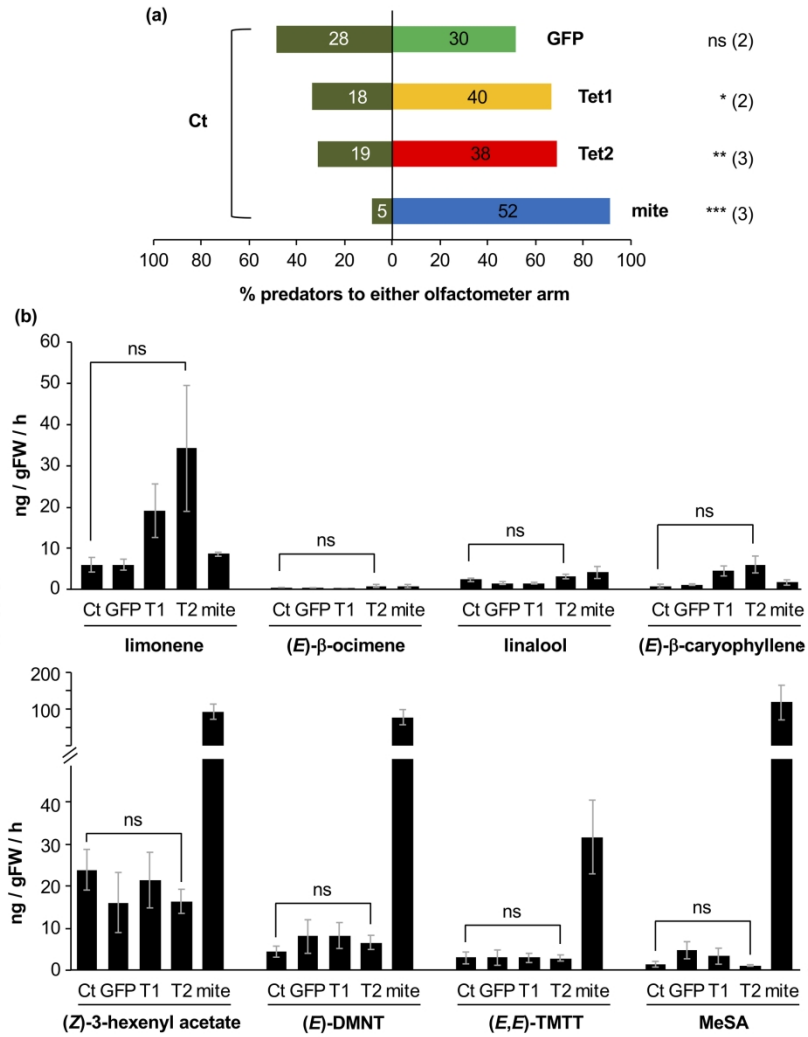 (a)
28 30 GFP ns (2)
18 40 Tet1 * (2)
Ct
19 38 Tet2 ** (3)
5 52 mite *** (3)
100 80 60 40 20 0 20 40 60 80 100
% predators to either olfactometer arm
(b)
60
50
40
30
20
10
0
ng / gFW / h
ns ns ns ns
Ct GFP T1 T2 mite Ct GFP T1 T2 mite Ct GFP T1 T2 mite Ct GFP T1 T2 mite
limonene (E)-β-ocimene linalool (E)-β-caryophyllene
200
100
40
30
20
10
0
ng / gFW / h
ns ns ns ns
Ct GFP T1 T2 mite Ct GFP T1 T2 mite Ct GFP T1 T2 mite Ct GFP T1 T2 mite
(Z)-3-hexenyl acetate (E)-DMNT (E,E)-TMTT MeSA